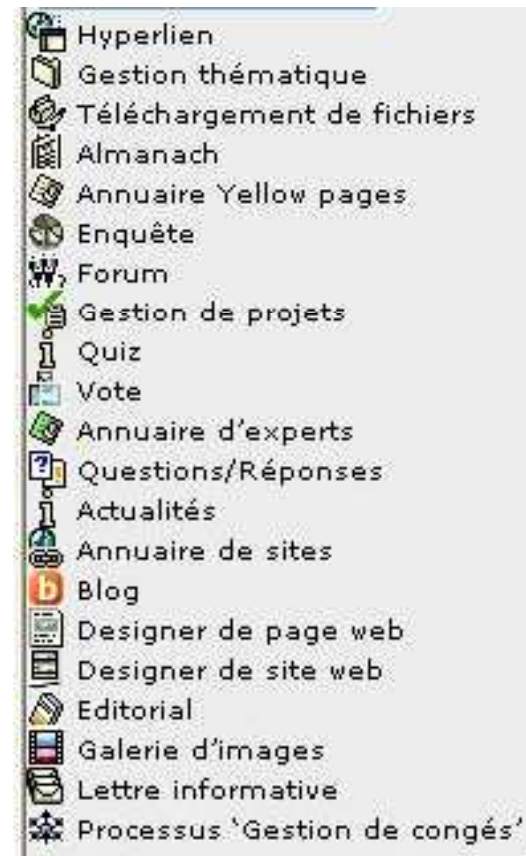 Hyperlien
Gestion thématique
Téléchargement de fichiers
Almanach
Annuaire Yellow pages
Enquête
Forum
Gestion de projets
Quiz
Vote
Annuaire d'experts
Questions/Réponses
Actualités
Annuaire de sites
Blog
Designer de page web
Designer de site web
Editorial
Galerie d'images
Lettre informative
Processus 'Gestion de congés'